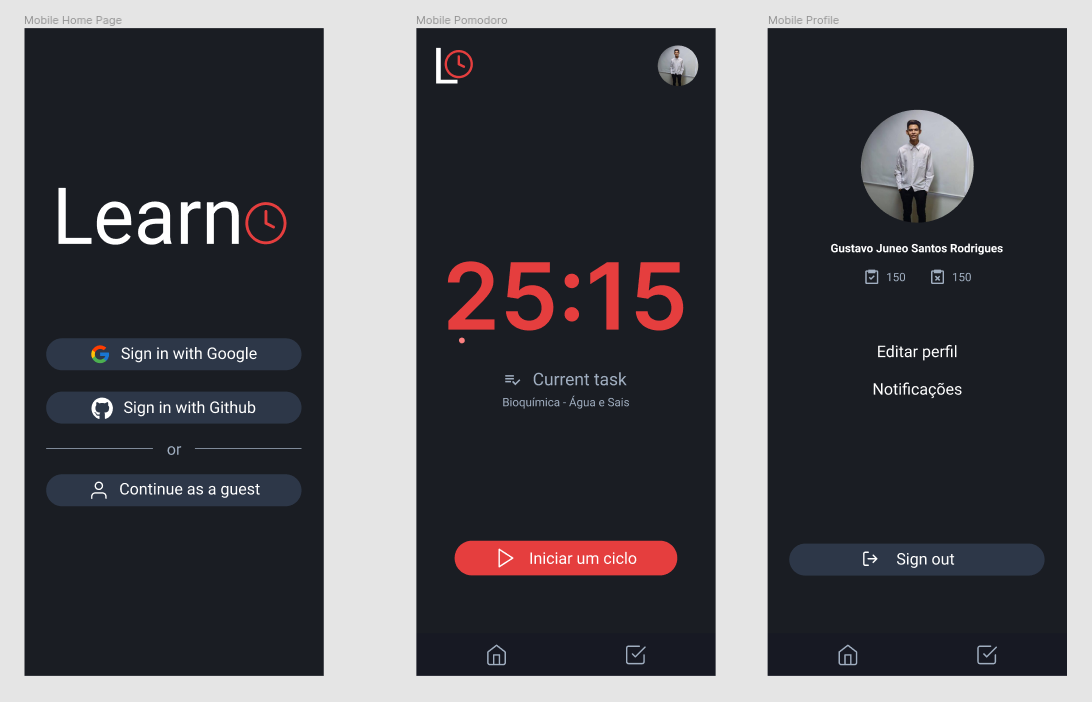 Mobile Home Page
Learn
Sign in with Google
Sign in with Github
or
Continue as a guest
Mobile Pomodoro
L
25:15
Current task
Bioquímica - Água e Sais
Iniciar um ciclo
Mobile Profile
Gustavo Juneo Santos Rodrigues
150 150
Editar perfil
Notificações
Sign out